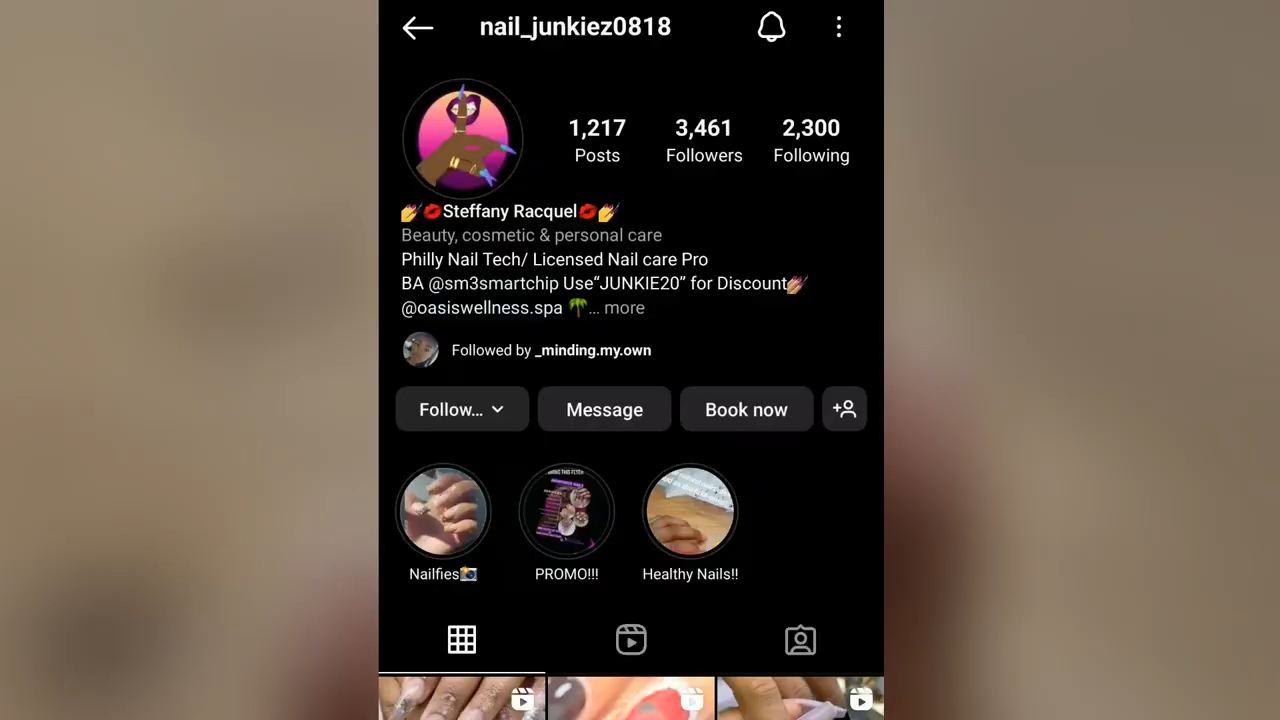 nail_junkiez0818
1,217 3,461 2,300
Posts Followers Following
💅💋Steffany Racquel💋💅
Beauty, cosmetic & personal care
Philly Nail Tech/ Licensed Nail care Pro
BA @sm3smartchip Use“JUNKIE20” for Discount💅🏽
@oasiswellness.spa 🌴... more
Followed by _minding.my.own
Follow... Message Book now
Nailfies📸 PROMO!!! Healthy Nails!!